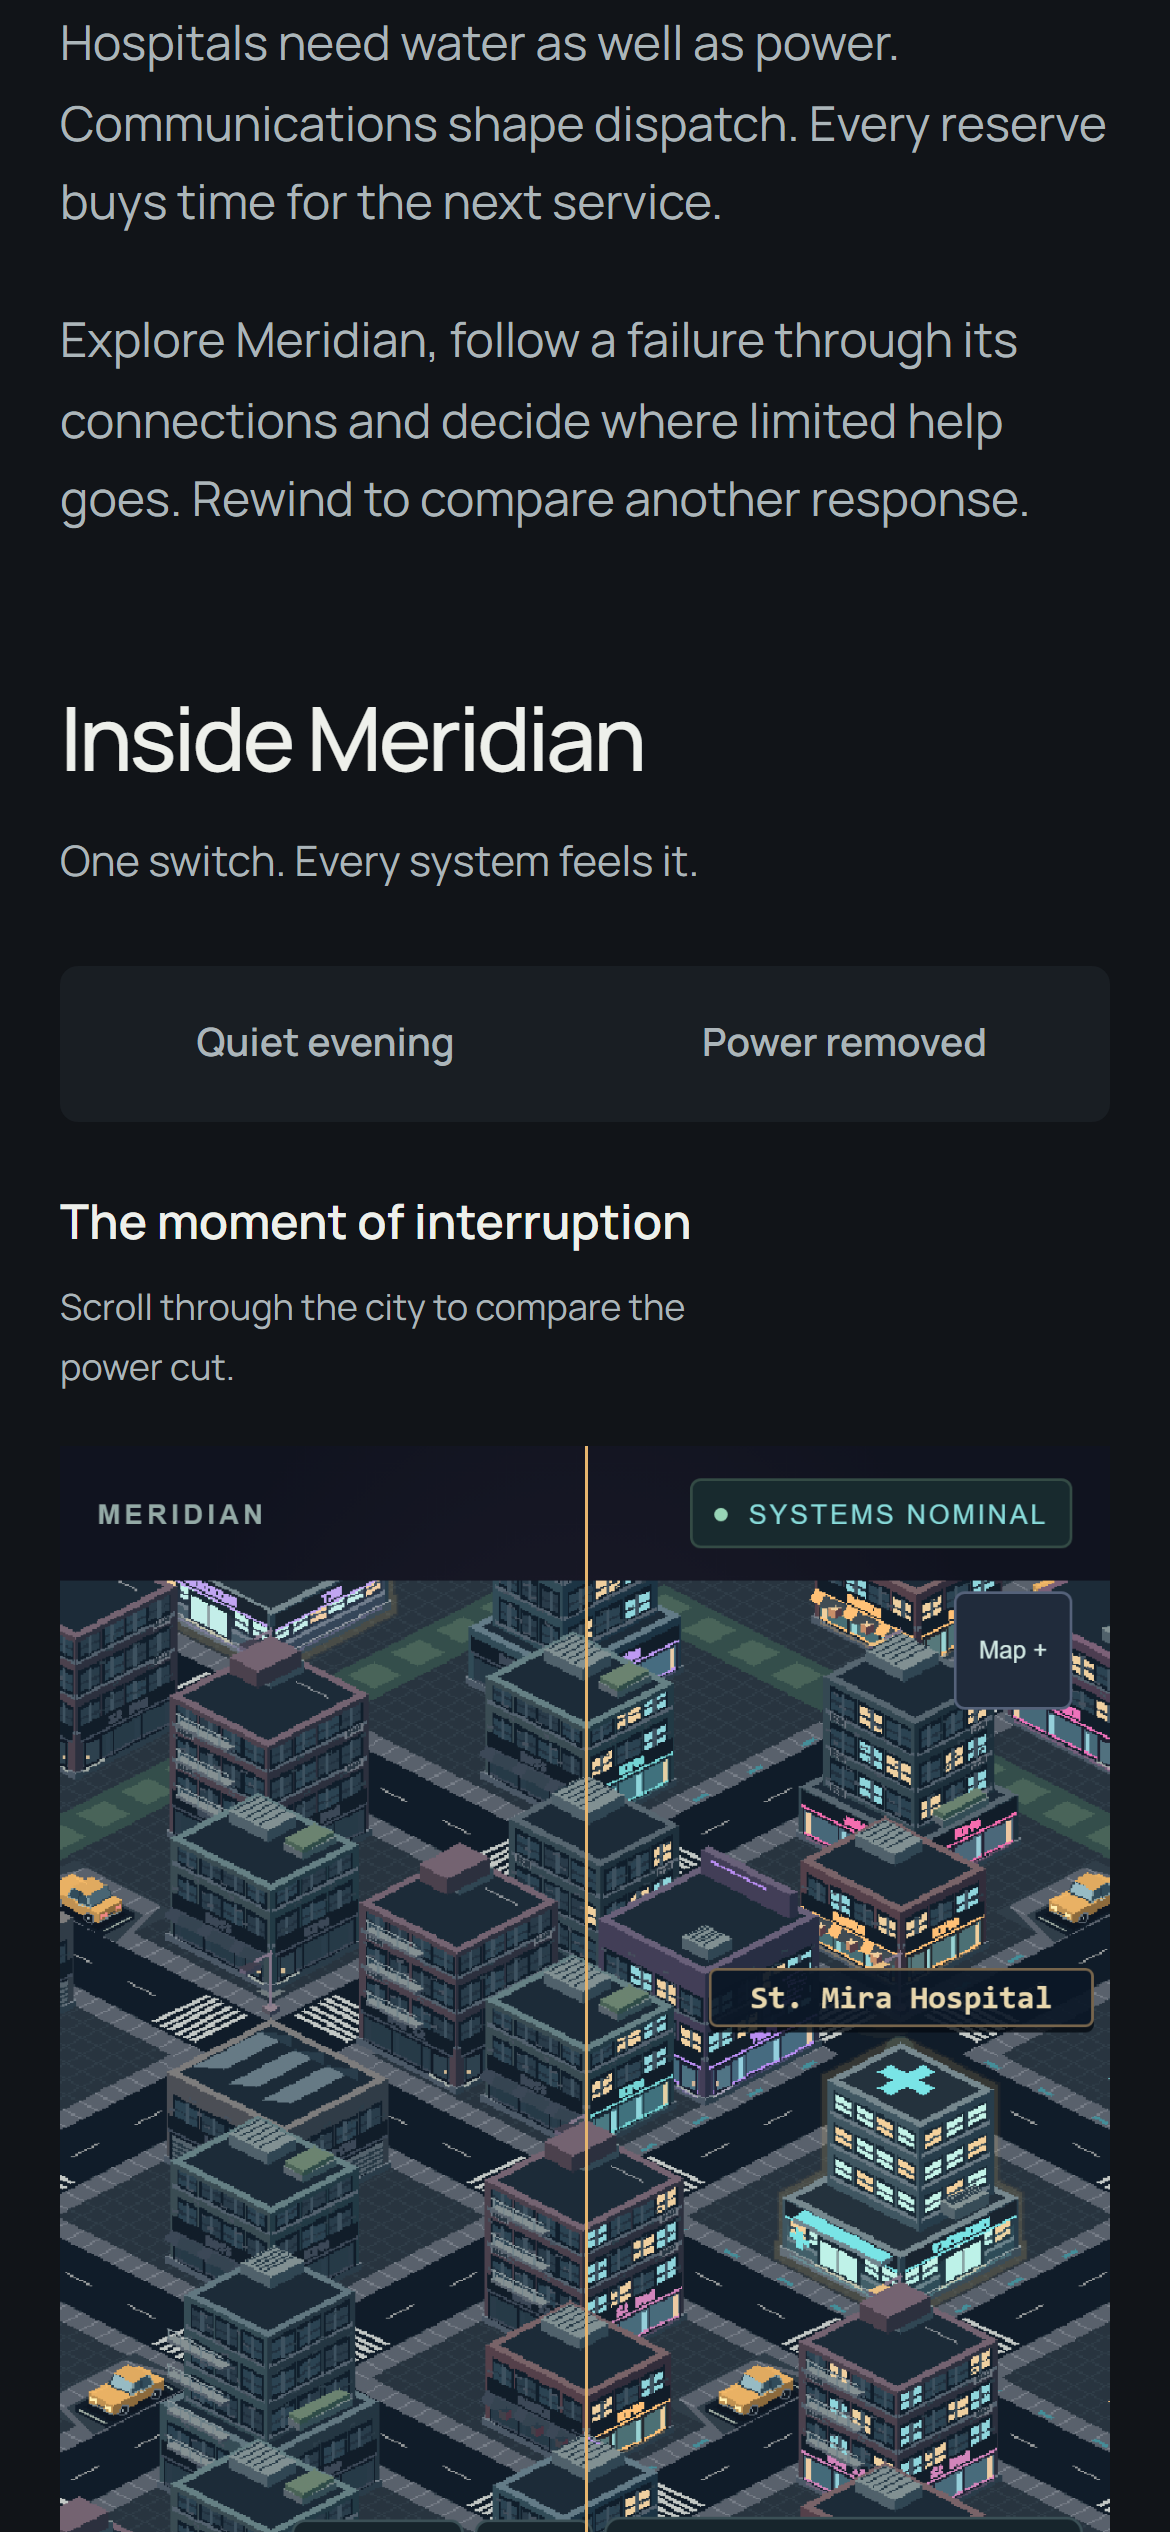 Hospitals need water as well as power.
Communications shape dispatch. Every reserve
buys time for the next service.
Explore Meridian, follow a failure through its
connections and decide where limited help
goes. Rewind to compare another response.
Inside Meridian
One switch. Every system feels it.
Quiet evening
Power removed
The moment of interruption
Scroll through the city to compare the
power cut.
MERIDIAN
SYSTEMS NOMINAL
Map +
St. Mira Hospital